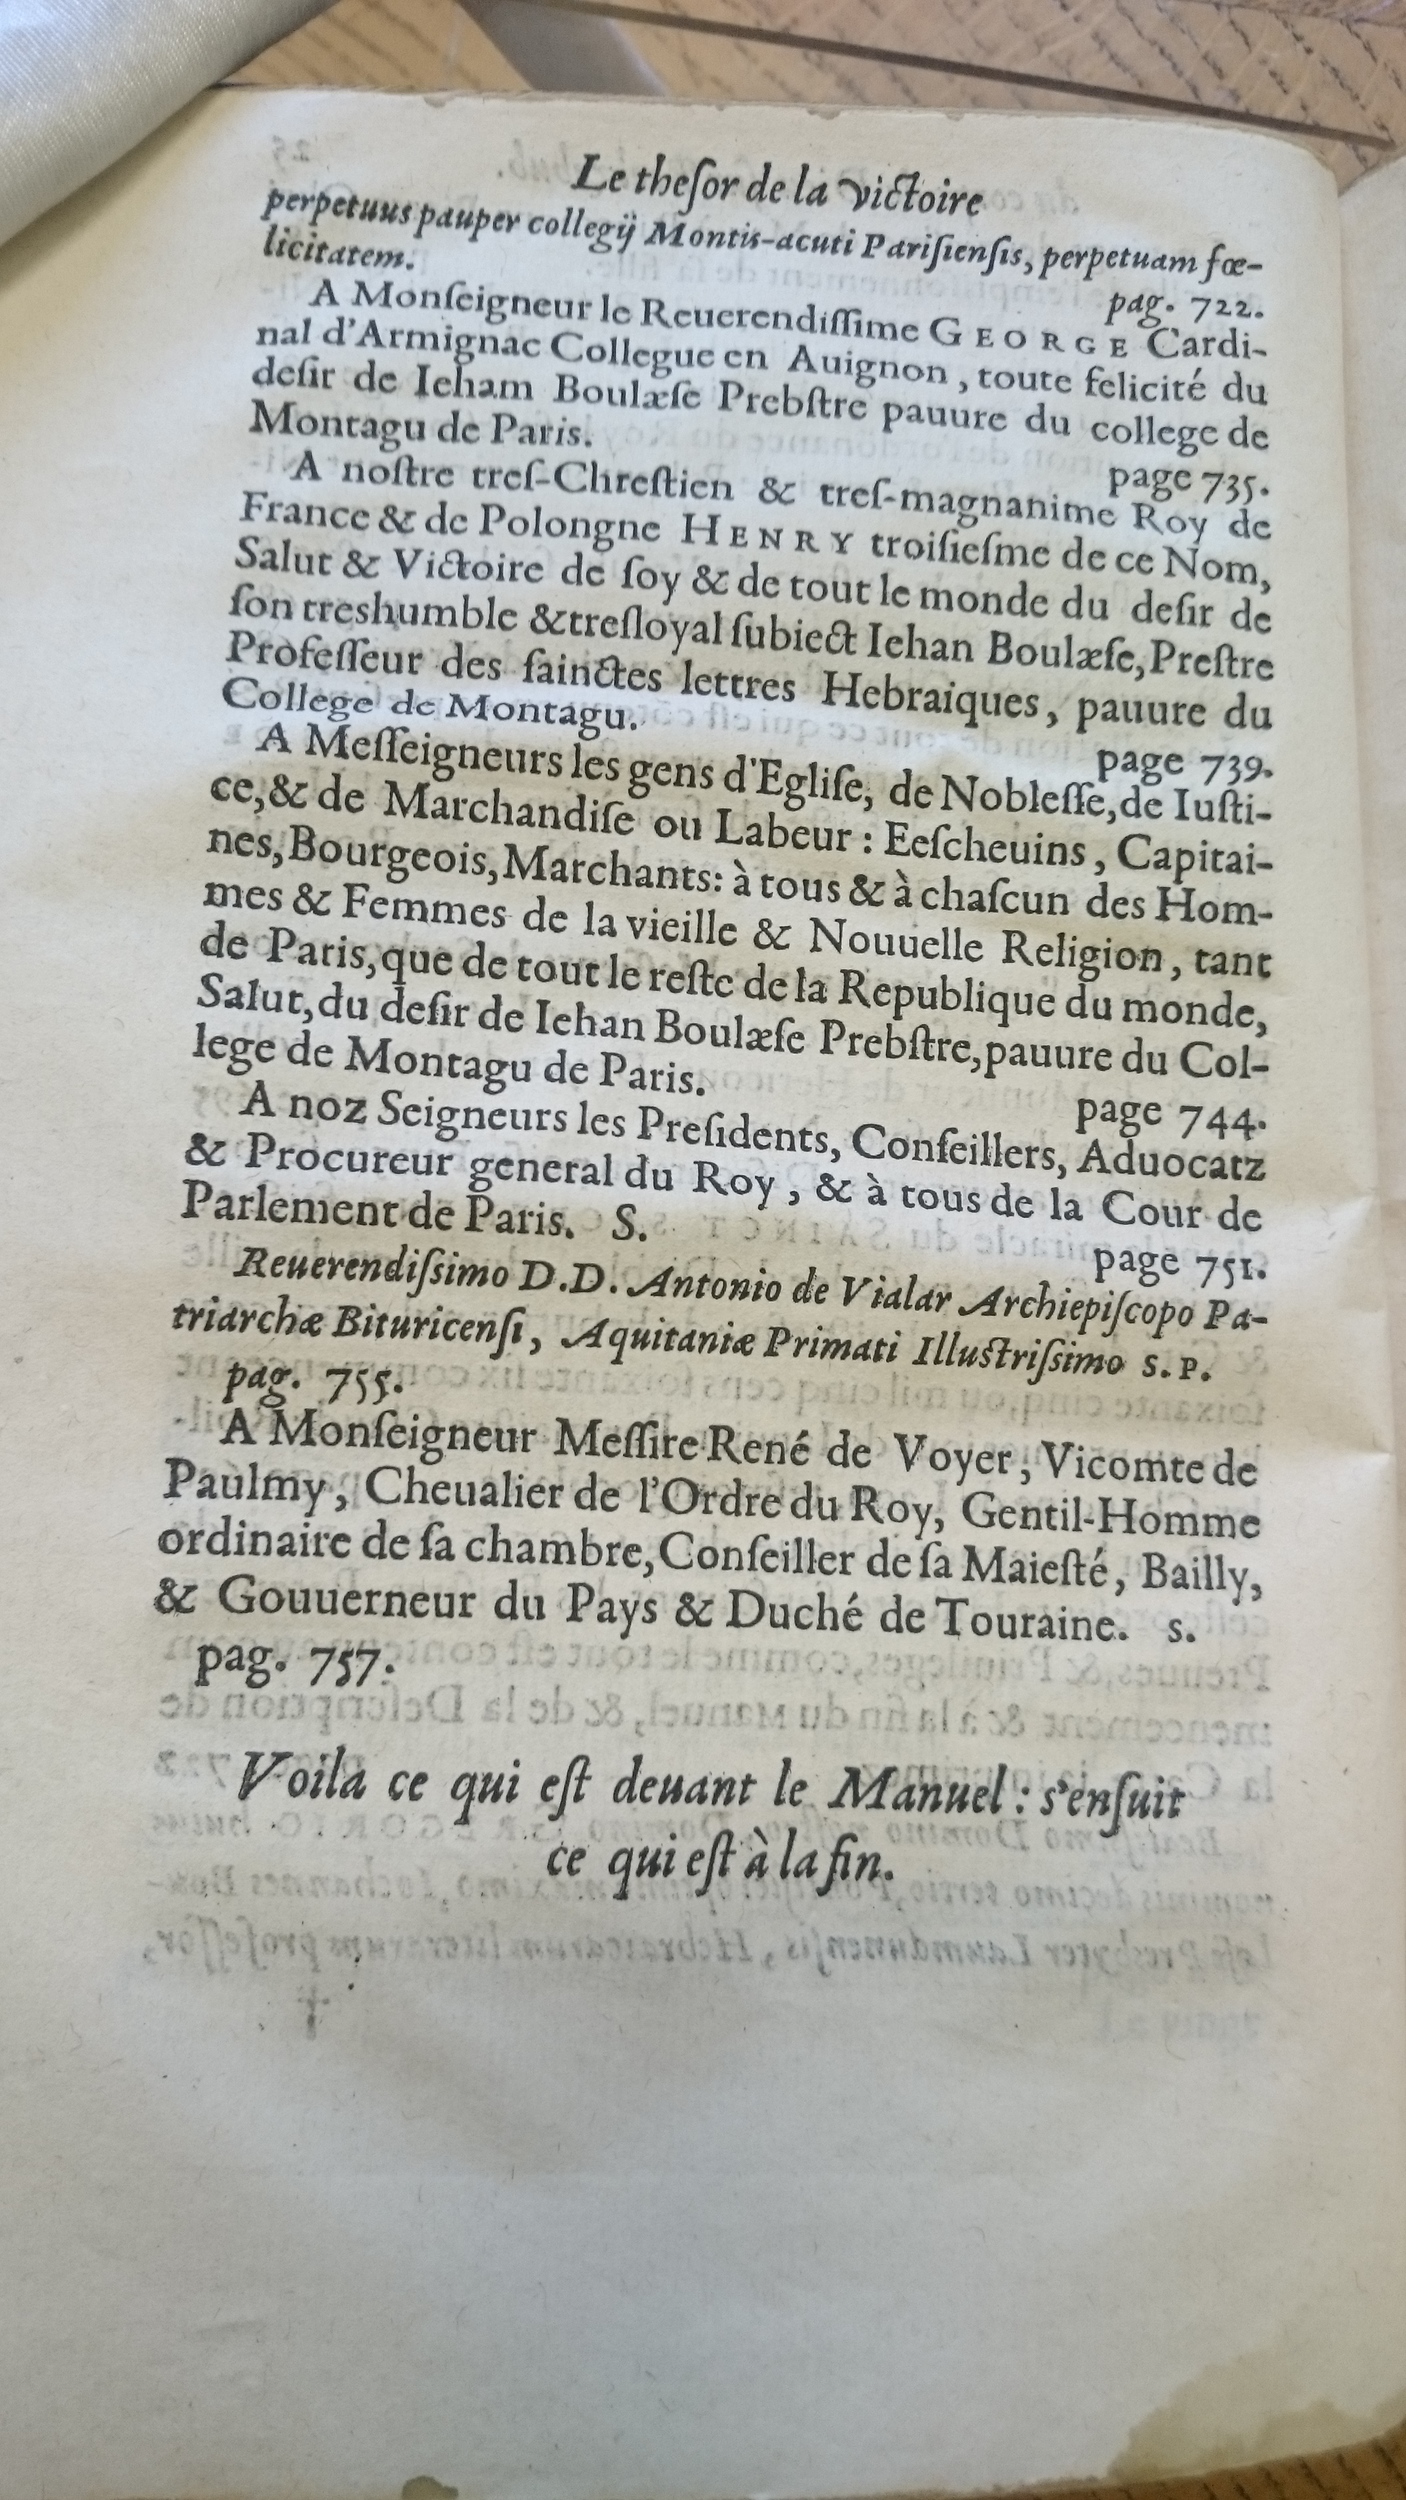 Le theſor de la victoire
perpetuus pauper collegij Montis-acuti Pariſienſis, perpetuam fœ-
licitatem. pag. 722.
A Monſeigneur le Reuerendiſſime GEORGE Cardi-
nal d'Armignac Collegue en Auignon, toute felicité du
deſir de Ieham Boulæſe Prebſtre pauure du college de
Montagu de Paris. page 735.
A noſtre treſ-Chreſtien & treſ-magnanime Roy de
France & de Polongne HENRY troiſieſme de ce Nom,
Salut & Victoire de ſoy & de tout le monde du deſir de
ſon treshumble & treſloyal ſubiect Iehan Boulæſe, Preſtre
Profeſſeur des ſainctes lettres Hebraiques, pauure du
College de Montagu. page 739.
A Meſſeigneurs les gens d'Egliſe, de Nobleſſe, de Iuſti-
ce, & de Marchandiſe ou Labeur : Eeſcheuins, Capitai-
nes, Bourgeois, Marchants: à tous & à chaſcun des Hom-
mes & Femmes de la vieille & Nouuelle Religion, tant
de Paris, que de tout le reſte de la Republique du monde,
Salut, du deſir de Iehan Boulæſe Prebſtre, pauure du Col-
lege de Montagu de Paris. page 744.
A noz Seigneurs les Preſidents, Conſeillers, Aduocatz
& Procureur general du Roy, & à tous de la Cour de
Parlement de Paris. S. page 751.
Reuerendiſsimo D.D. Antonio de Vialar Archiepiſcopo Pa-
triarchæ Bituricenſi, Aquitaniæ Primati Illuſtriſsimo S.P.
pag. 755.
A Monſeigneur Meſſire René de Voyer, Vicomte de
Paulmy, Cheualier de l'Ordre du Roy, Gentil-Homme
ordinaire de ſa chambre, Conſeiller de ſa Maieſté, Bailly,
& Gouuerneur du Pays & Duché de Touraine. s.
pag. 757.
Voila ce qui eſt deuant le Manuel : s'enſuit
ce qui eſt à la fin.